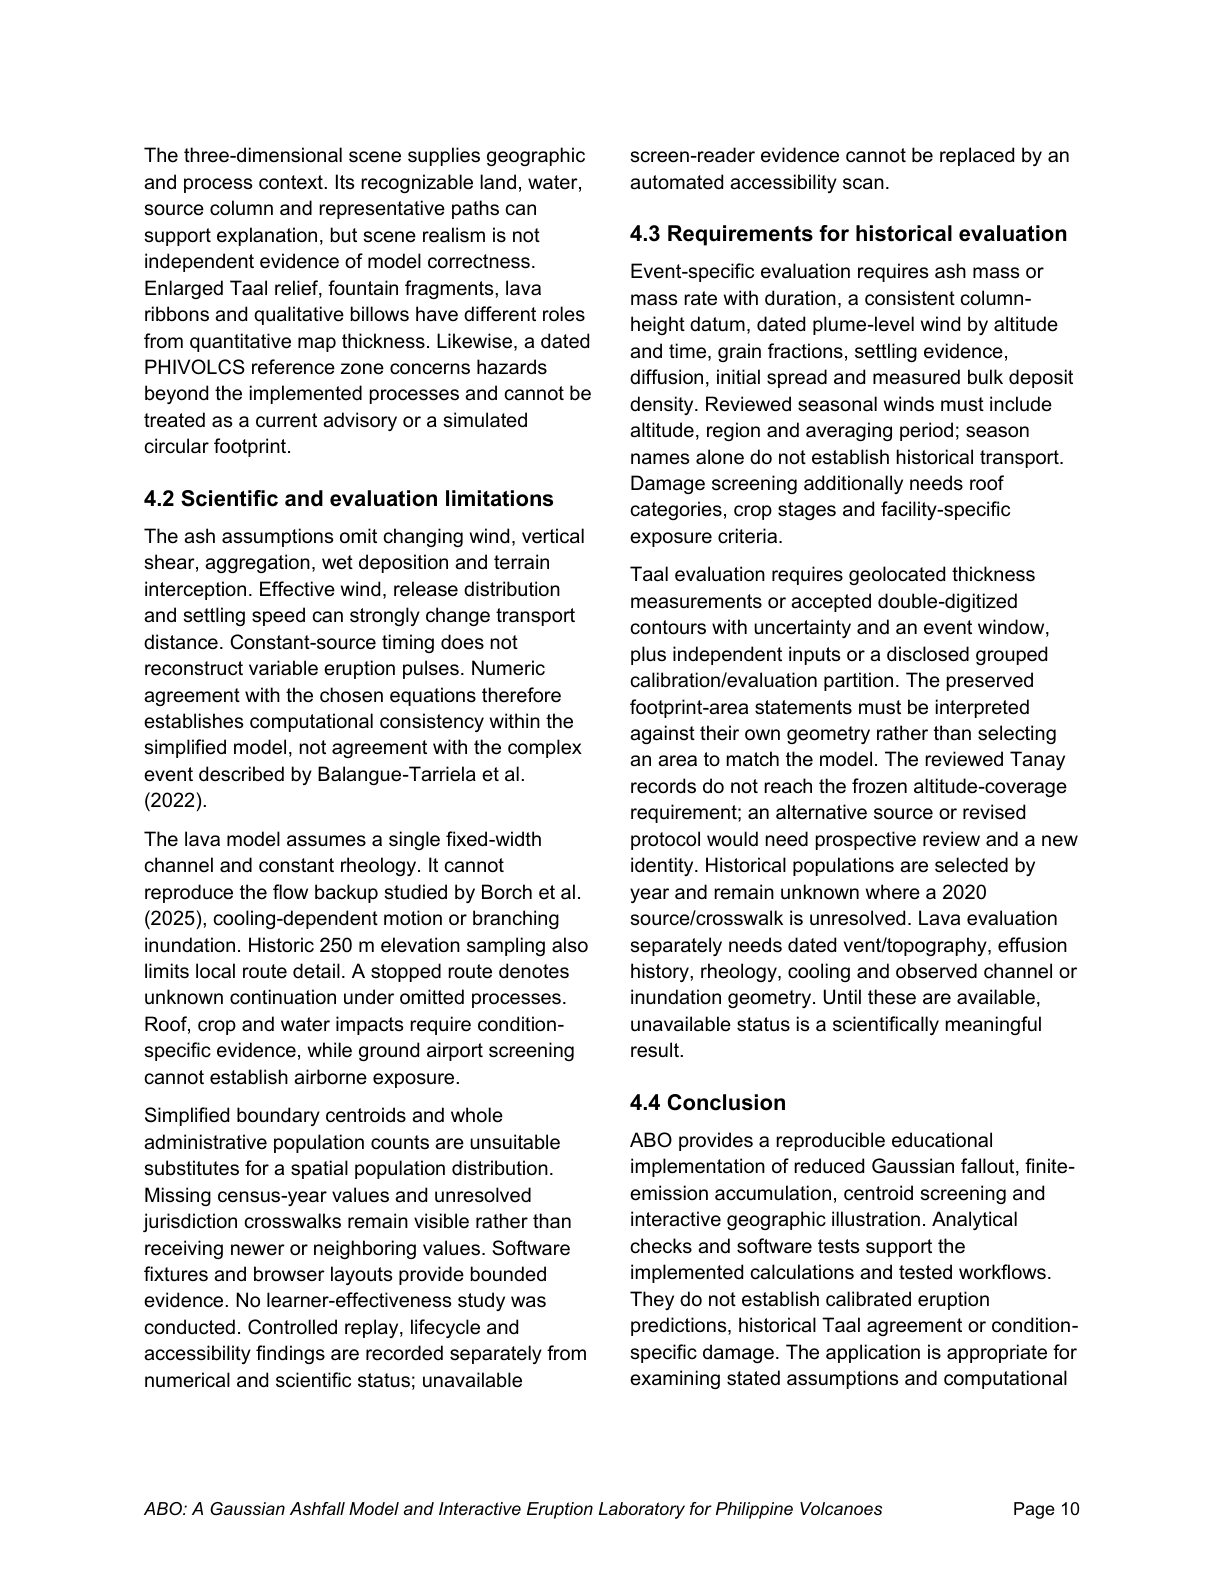 The three-dimensional scene supplies geographic
and process context. Its recognizable land, water,
source column and representative paths can
support explanation, but scene realism is not
independent evidence of model correctness.
Enlarged Taal relief, fountain fragments, lava
ribbons and qualitative billows have different roles
from quantitative map thickness. Likewise, a dated
PHIVOLCS reference zone concerns hazards
beyond the implemented processes and cannot be
treated as a current advisory or a simulated
circular footprint.
4.2 Scientific and evaluation limitations
The ash assumptions omit changing wind, vertical
shear, aggregation, wet deposition and terrain
interception. Effective wind, release distribution
and settling speed can strongly change transport
distance. Constant-source timing does not
reconstruct variable eruption pulses. Numeric
agreement with the chosen equations therefore
establishes computational consistency within the
simplified model, not agreement with the complex
event described by Balangue-Tarriela et al.
(2022).
The lava model assumes a single fixed-width
channel and constant rheology. It cannot
reproduce the flow backup studied by Borch et al.
(2025), cooling-dependent motion or branching
inundation. Historic 250 m elevation sampling also
limits local route detail. A stopped route denotes
unknown continuation under omitted processes.
Roof, crop and water impacts require condition-
specific evidence, while ground airport screening
cannot establish airborne exposure.
Simplified boundary centroids and whole
administrative population counts are unsuitable
substitutes for a spatial population distribution.
Missing census-year values and unresolved
jurisdiction crosswalks remain visible rather than
receiving newer or neighboring values. Software
fixtures and browser layouts provide bounded
evidence. No learner-effectiveness study was
conducted. Controlled replay, lifecycle and
accessibility findings are recorded separately from
numerical and scientific status; unavailable
screen-reader evidence cannot be replaced by an
automated accessibility scan.
4.3 Requirements for historical evaluation
Event-specific evaluation requires ash mass or
mass rate with duration, a consistent column-
height datum, dated plume-level wind by altitude
and time, grain fractions, settling evidence,
diffusion, initial spread and measured bulk deposit
density. Reviewed seasonal winds must include
altitude, region and averaging period; season
names alone do not establish historical transport.
Damage screening additionally needs roof
categories, crop stages and facility-specific
exposure criteria.
Taal evaluation requires geolocated thickness
measurements or accepted double-digitized
contours with uncertainty and an event window,
plus independent inputs or a disclosed grouped
calibration/evaluation partition. The preserved
footprint-area statements must be interpreted
against their own geometry rather than selecting
an area to match the model. The reviewed Tanay
records do not reach the frozen altitude-coverage
requirement; an alternative source or revised
protocol would need prospective review and a new
identity. Historical populations are selected by
year and remain unknown where a 2020
source/crosswalk is unresolved. Lava evaluation
separately needs dated vent/topography, effusion
history, rheology, cooling and observed channel or
inundation geometry. Until these are available,
unavailable status is a scientifically meaningful
result.
4.4 Conclusion
ABO provides a reproducible educational
implementation of reduced Gaussian fallout, finite-
emission accumulation, centroid screening and
interactive geographic illustration. Analytical
checks and software tests support the
implemented calculations and tested workflows.
They do not establish calibrated eruption
predictions, historical Taal agreement or condition-
specific damage. The application is appropriate for
examining stated assumptions and computational
ABO: A Gaussian Ashfall Model and Interactive Eruption Laboratory for Philippine Volcanoes Page 10